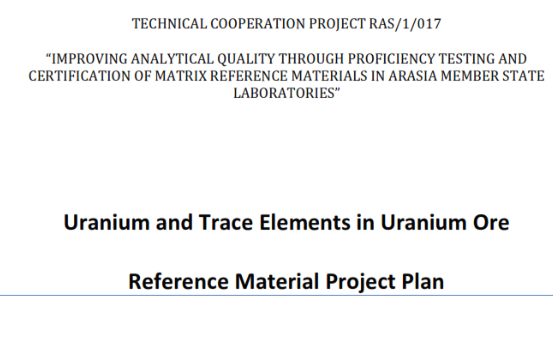 TECHNICAL COOPERATION PROJECT RAS/1/017
“IMPROVING ANALYTICAL QUALITY THROUGH PROFICIENCY TESTING AND
CERTIFICATION OF MATRIX REFERENCE MATERIALS IN ARASIA MEMBER STATE
LABORATORIES”
Uranium and Trace Elements in Uranium Ore
Reference Material Project Plan